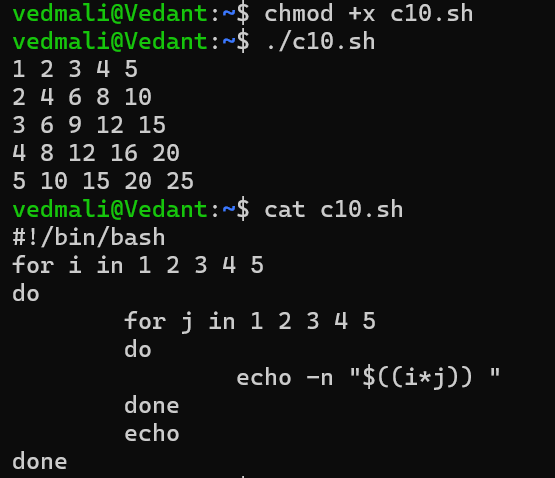 vedmali@Vedant:~$ chmod +x c10.sh
vedmali@Vedant:~$ ./c10.sh
1 2 3 4 5
2 4 6 8 10
3 6 9 12 15
4 8 12 16 20
5 10 15 20 25
vedmali@Vedant:~$ cat c10.sh
#!/bin/bash
for i in 1 2 3 4 5
do
        for j in 1 2 3 4 5
        do
                echo -n "$((i*j)) "
        done
        echo
done